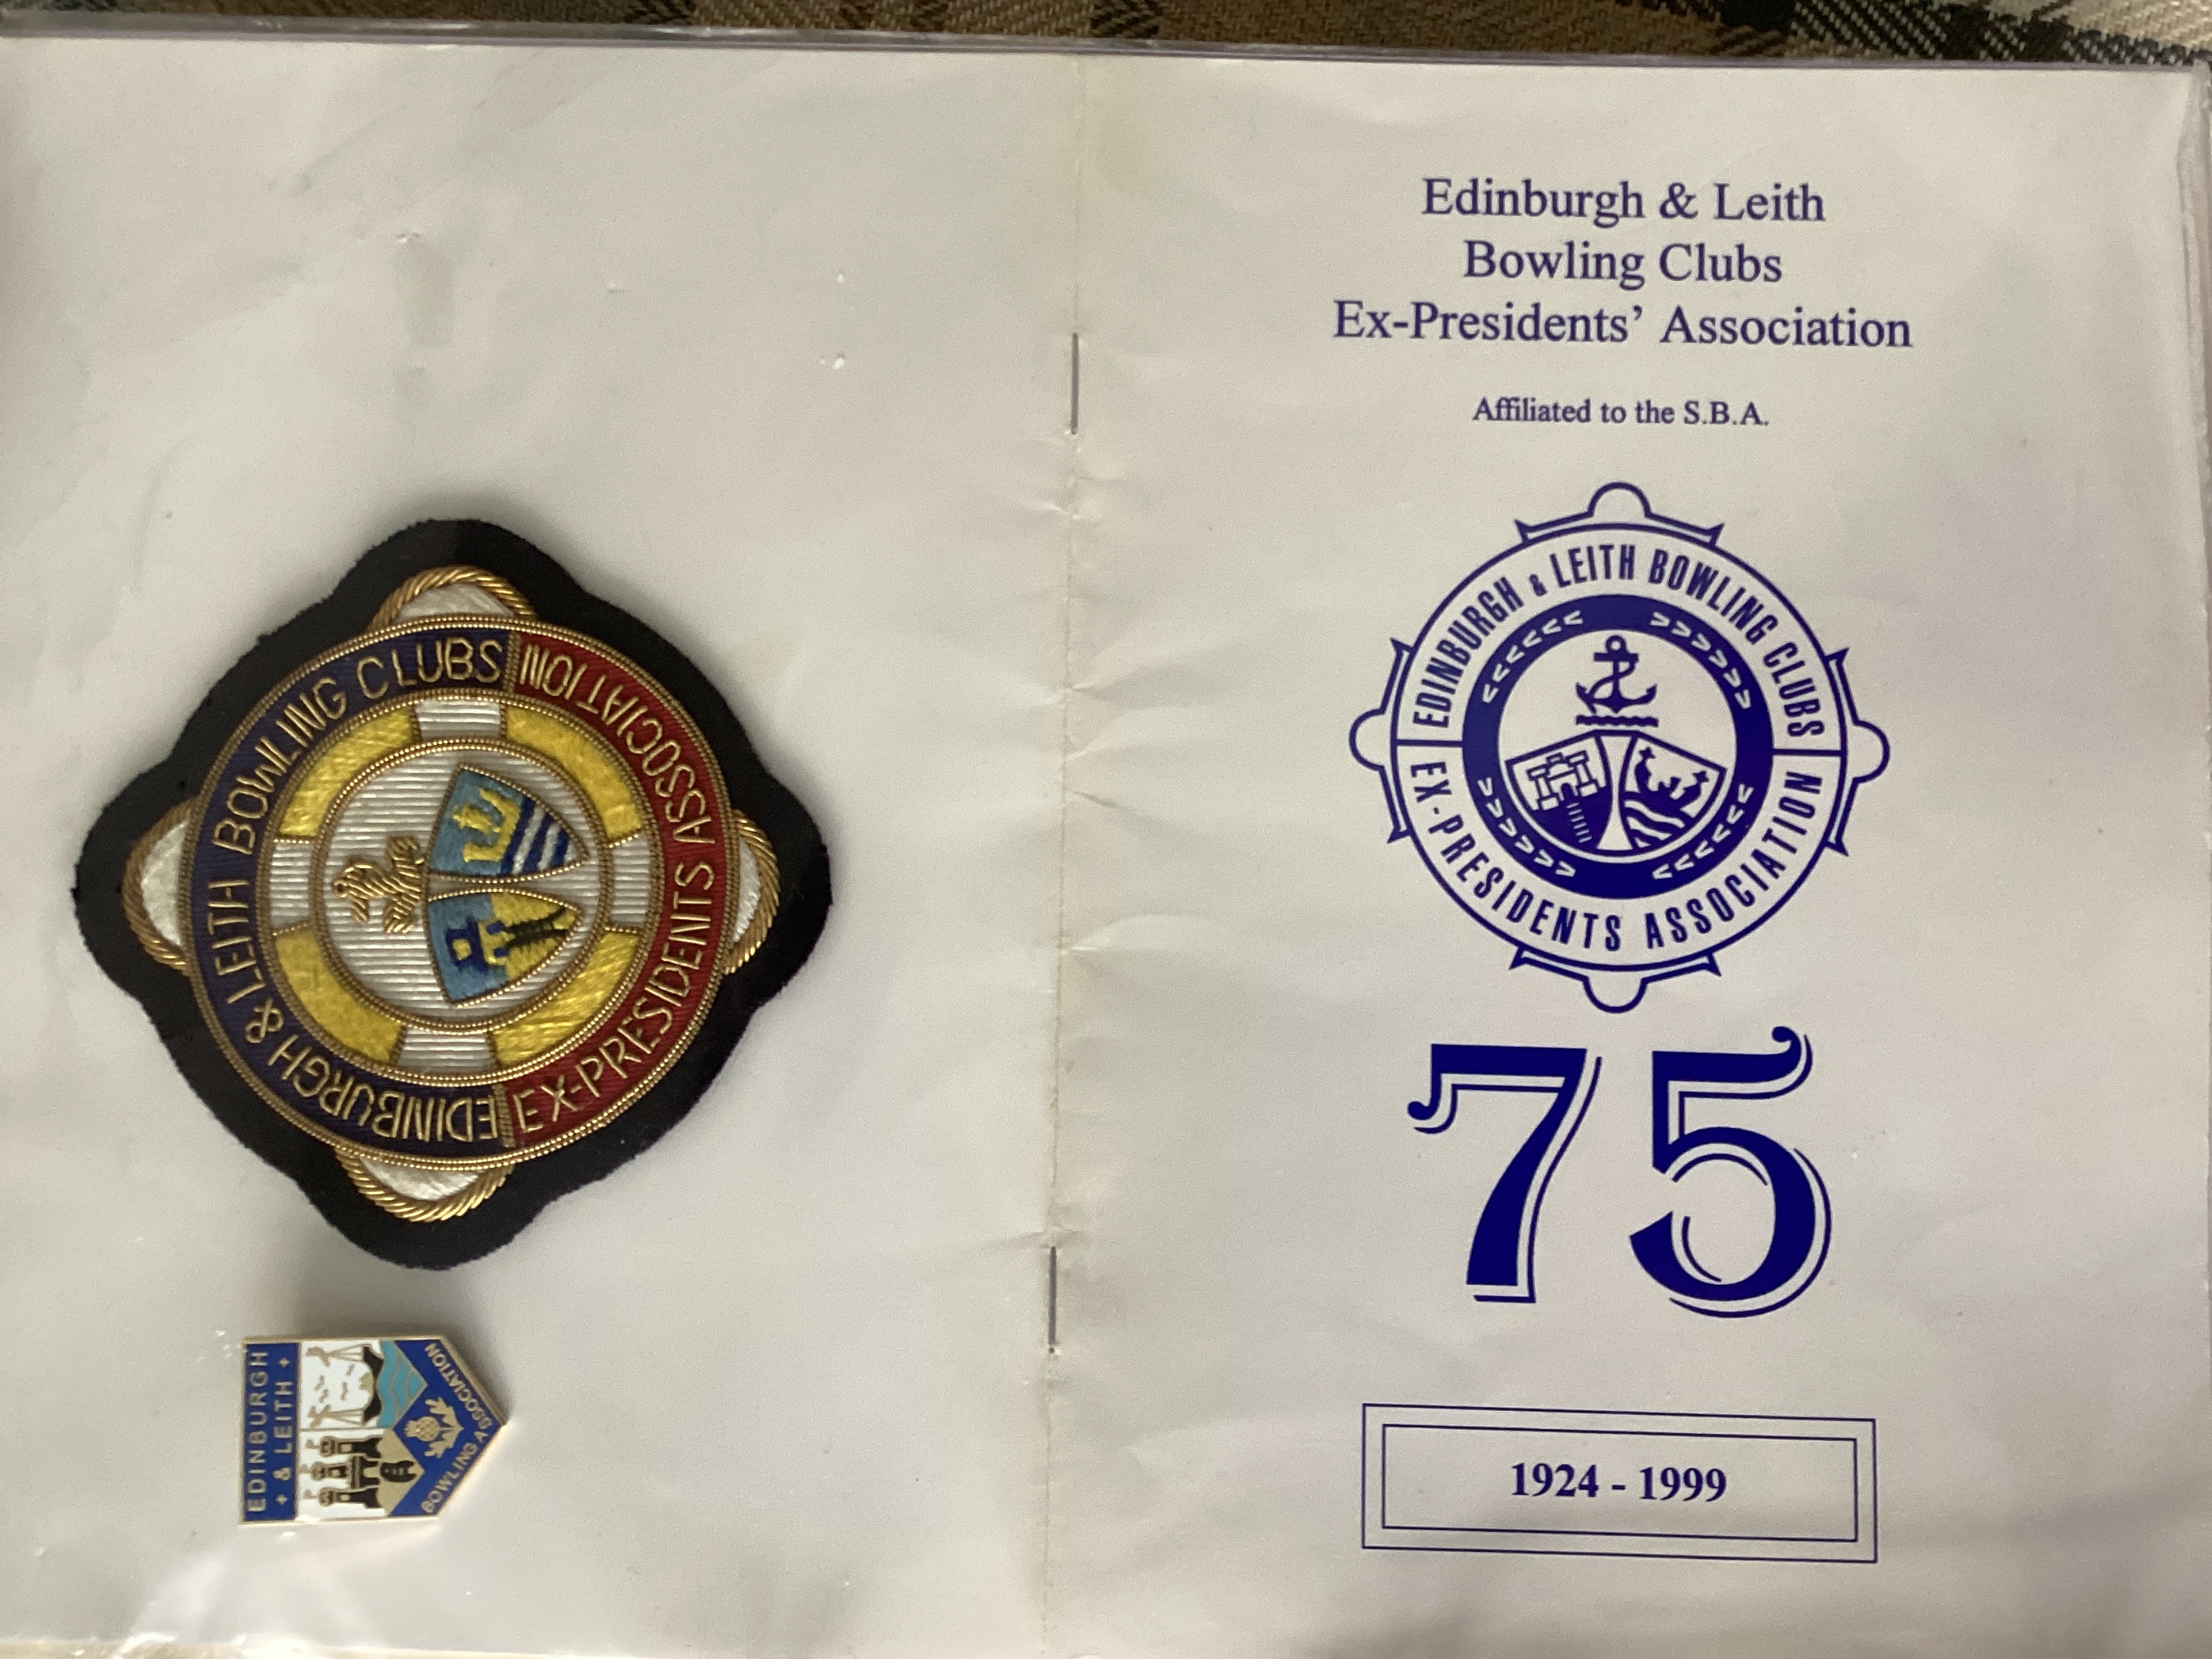 EDINBURGH & LEITH BOWLING CLUBS
EX-PRESIDENTS ASSOCIATION
EDINBURGH
& LEITH
BOWLING ASSOCIATION
Edinburgh & Leith
Bowling Clubs
Ex-Presidents’ Association
Affiliated to the S.B.A.
EDINBURGH & LEITH BOWLING CLUBS
EX-PRESIDENTS ASSOCIATION
75
1924 - 1999